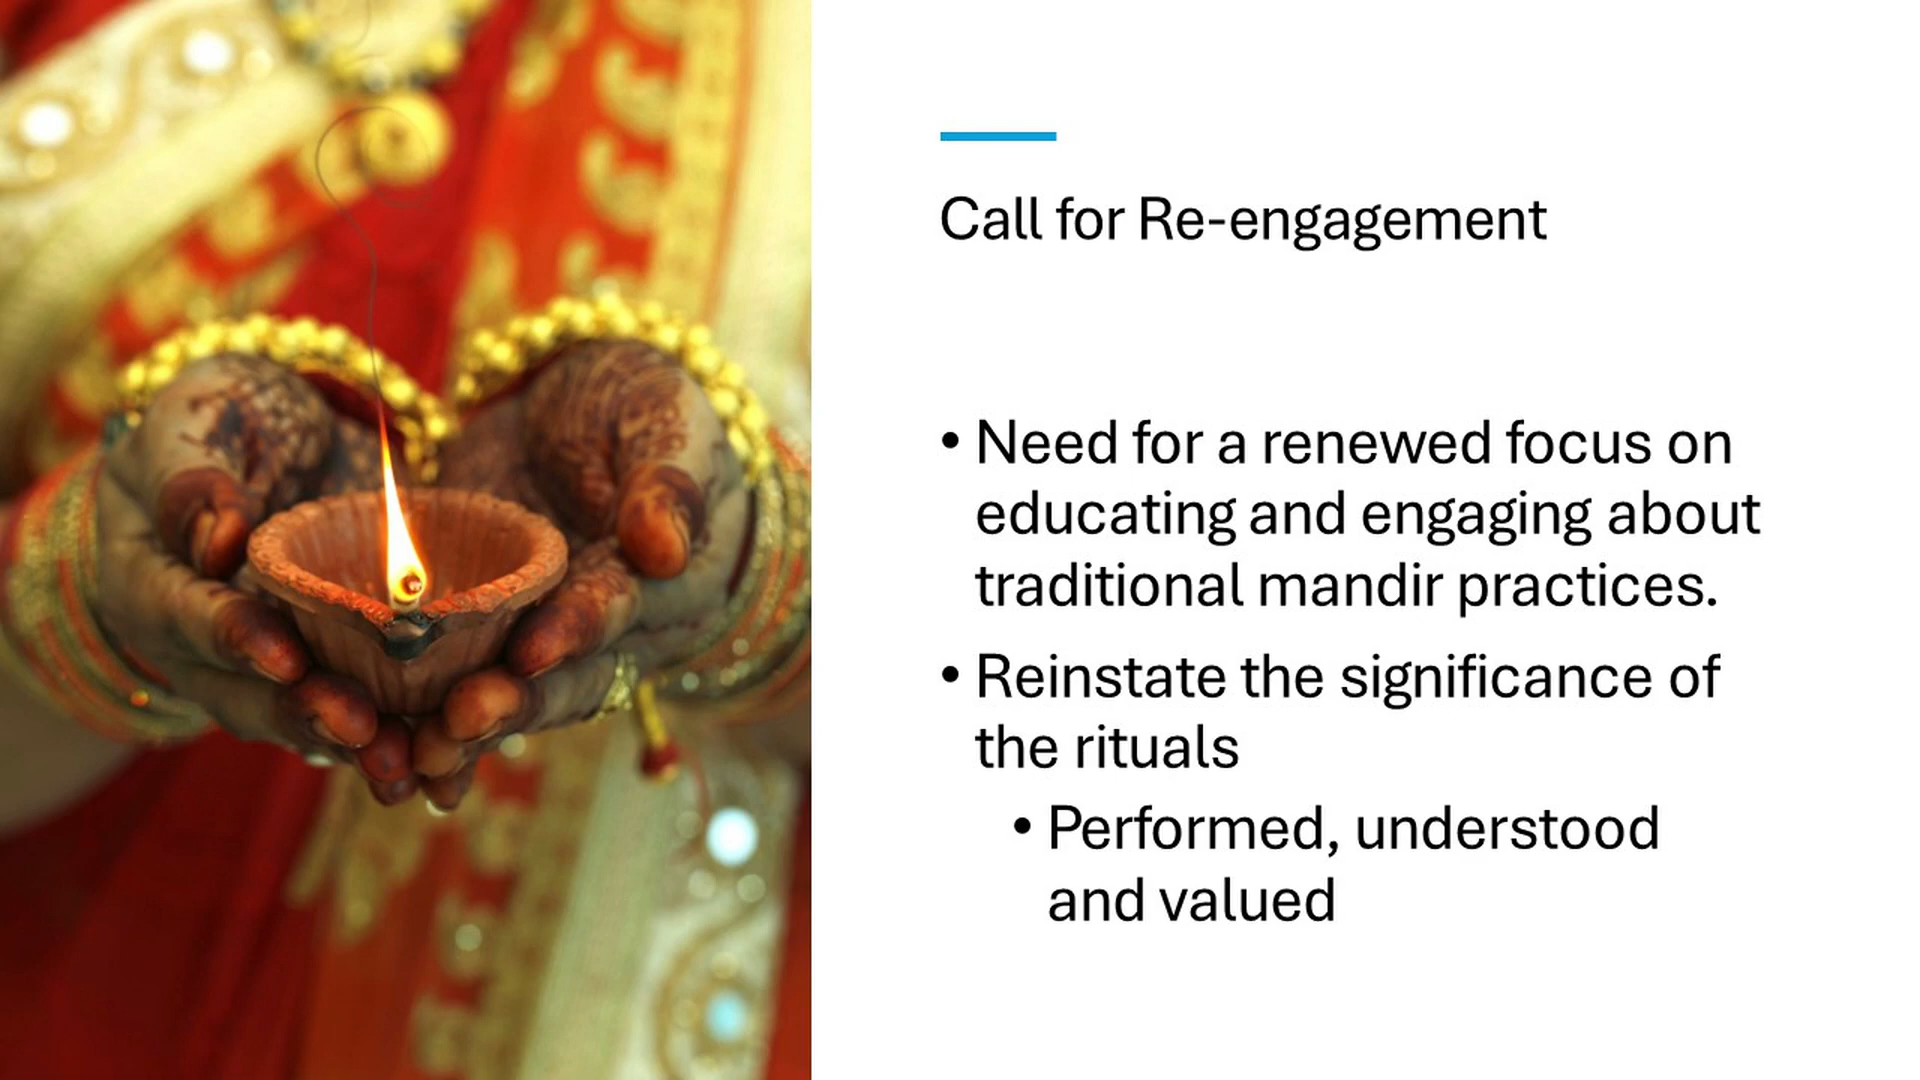 Call for Re-engagement
• Need for a renewed focus on
educating and engaging about
traditional mandir practices.
• Reinstate the significance of
the rituals
• Performed, understood
and valued